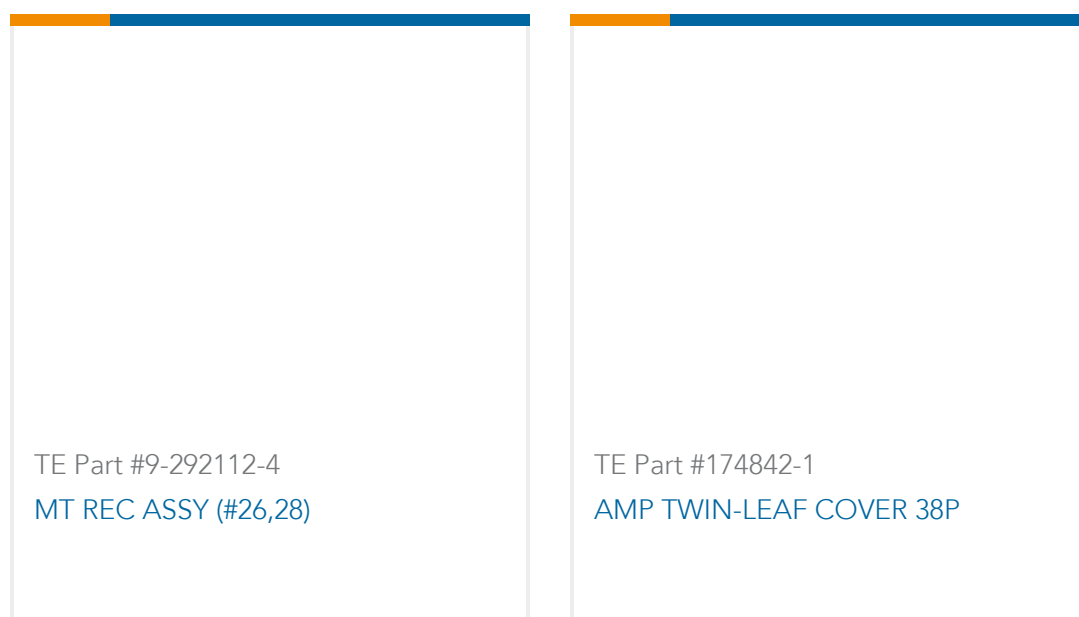 TE Part #9-292112-4
MT REC ASSY (#26,28)
TE Part #174842-1
AMP TWIN-LEAF COVER 38P